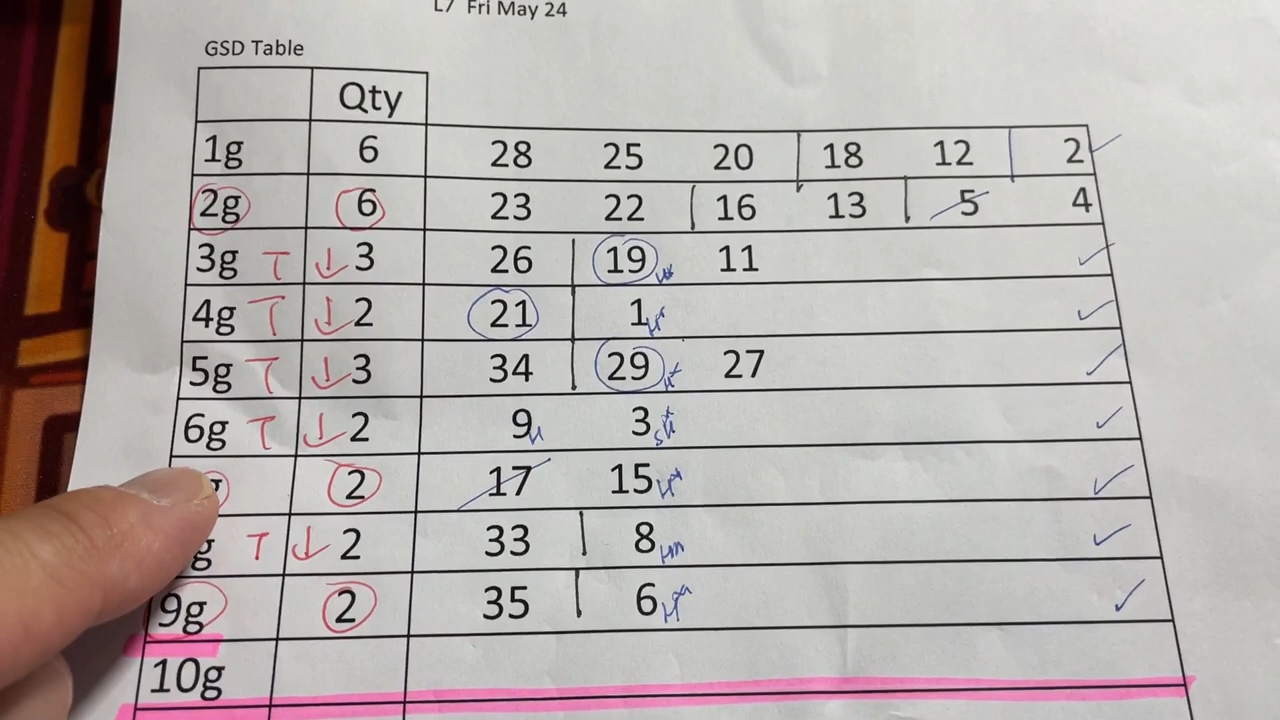 L7 Fri May 24
GSD Table
Qty
1g 6 28 25 20 18 12 2
2g 6 23 22 16 13 5 4
3g T 3 26 19 11
4g T 2 21 1
5g T 3 34 29 27
6g T 2 9 3
2 17 15
g T 2 33 8
9g 2 35 6
10g